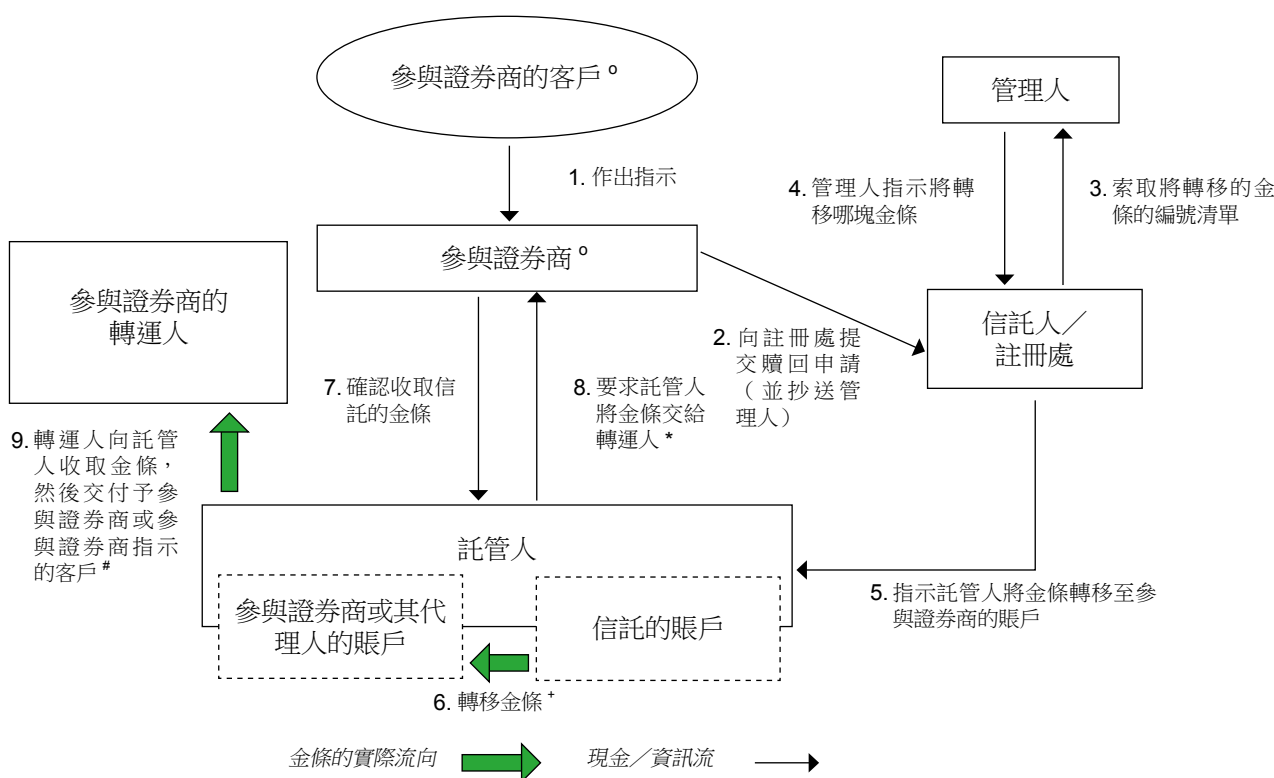 參與證券商的客戶 º
管理人
1. 作出指示
4. 管理人指示將轉
移哪塊金條
3. 索取將轉移的金
條的編號清單
參與證券商 º
參與證券商的
轉運人
信託人／
註冊處
2. 向註冊處提
交贖回申請
（並抄送管
理人）
7. 確認收取信
託的金條
8. 要求託管人
將金條交給
轉運人 *
9. 轉運人向託管
人收取金條，
然後交付予參
與證券商或參
與證券商指示
的客戶 #
託管人
參與證券商或其代
理人的賬戶
信託的賬戶
5. 指示託管人將金條轉移至參
與證券商的賬戶
6. 轉移金條 +
金條的實際流向
現金／資訊流